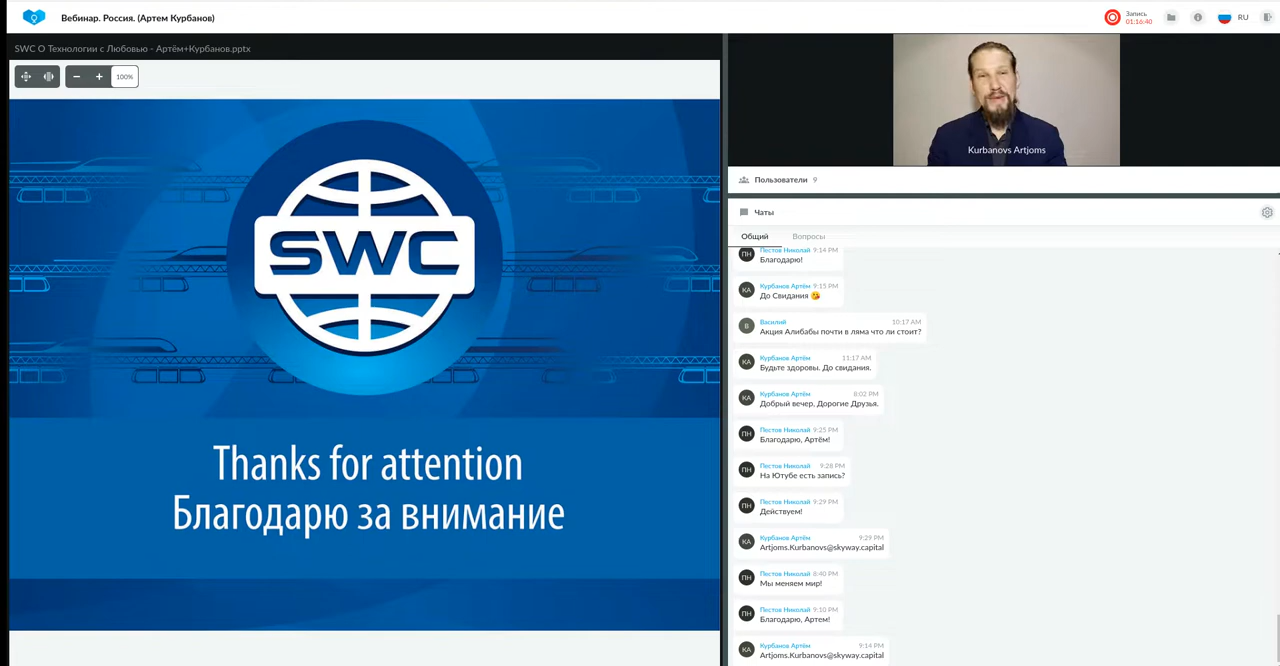 Вебинар. Россия. (Артем Курбанов)
Запись
01:16:40
RU
SWC О Технологии с Любовью - Артём+Курбанов.pptx
100%
SWC
Thanks for attention
Благодарю за внимание
Kurbanovs Artjoms
Пользователи 9
Чаты
Общий Вопросы
ПН Пестов Николай 9:14 PM
Благодарю!
КА Курбанов Артём 9:15 PM
До Свидания 😘
В Василий 10:17 AM
Акция Алибабы почти в ляма что ли стоит?
КА Курбанов Артём 11:17 AM
Будьте здоровы. До свидания.
КА Курбанов Артём 8:02 PM
Добрый вечер. Дорогие Друзья.
ПН Пестов Николай 9:25 PM
Благодарю, Артём!
ПН Пестов Николай 9:28 PM
На Ютубе есть запись?
ПН Пестов Николай 9:29 PM
Действуем!
КА Курбанов Артём 9:29 PM
Artjoms.Kurbanovs@skyway.capital
ПН Пестов Николай 8:40 PM
Мы меняем мир!
ПН Пестов Николай 9:10 PM
Благодарю, Артем!
КА Курбанов Артём 9:14 PM
Artjoms.Kurbanovs@skyway.capital